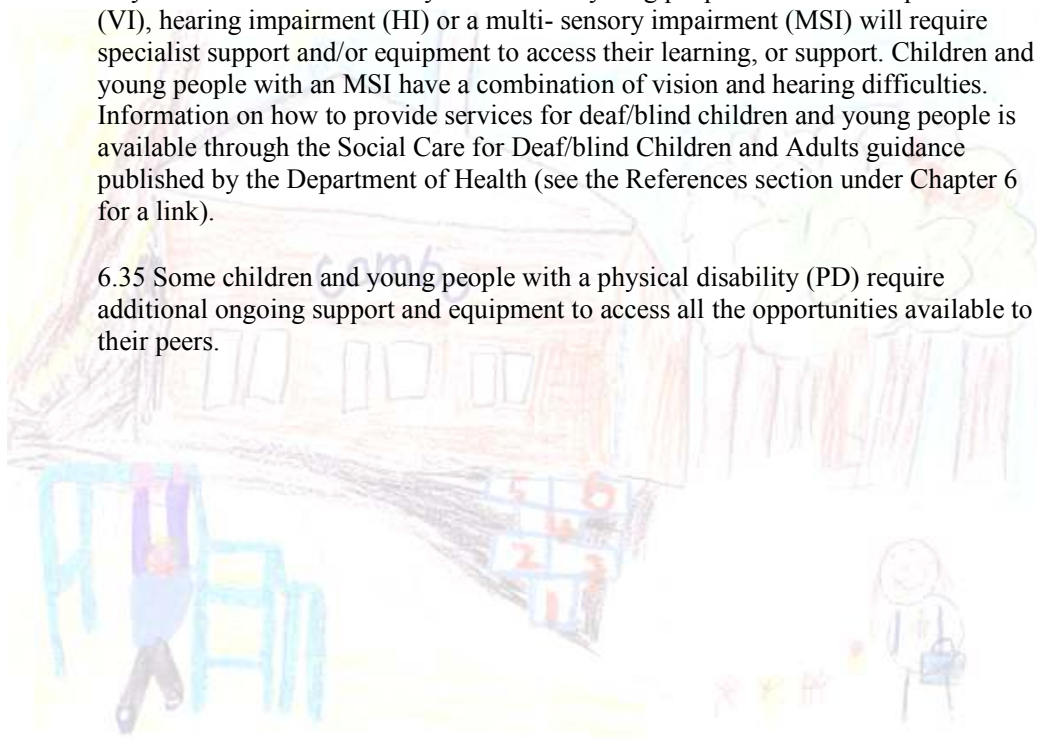 (VI), hearing impairment (HI) or a multi- sensory impairment (MSI) will require
specialist support and/or equipment to access their learning, or support. Children and
young people with an MSI have a combination of vision and hearing difficulties.
Information on how to provide services for deaf/blind children and young people is
available through the Social Care for Deaf/blind Children and Adults guidance
published by the Department of Health (see the References section under Chapter 6
for a link).
comb
6.35 Some children and young people with a physical disability (PD) require
additional ongoing support and equipment to access all the opportunities available to
their peers.
5 6
4
2 3
1